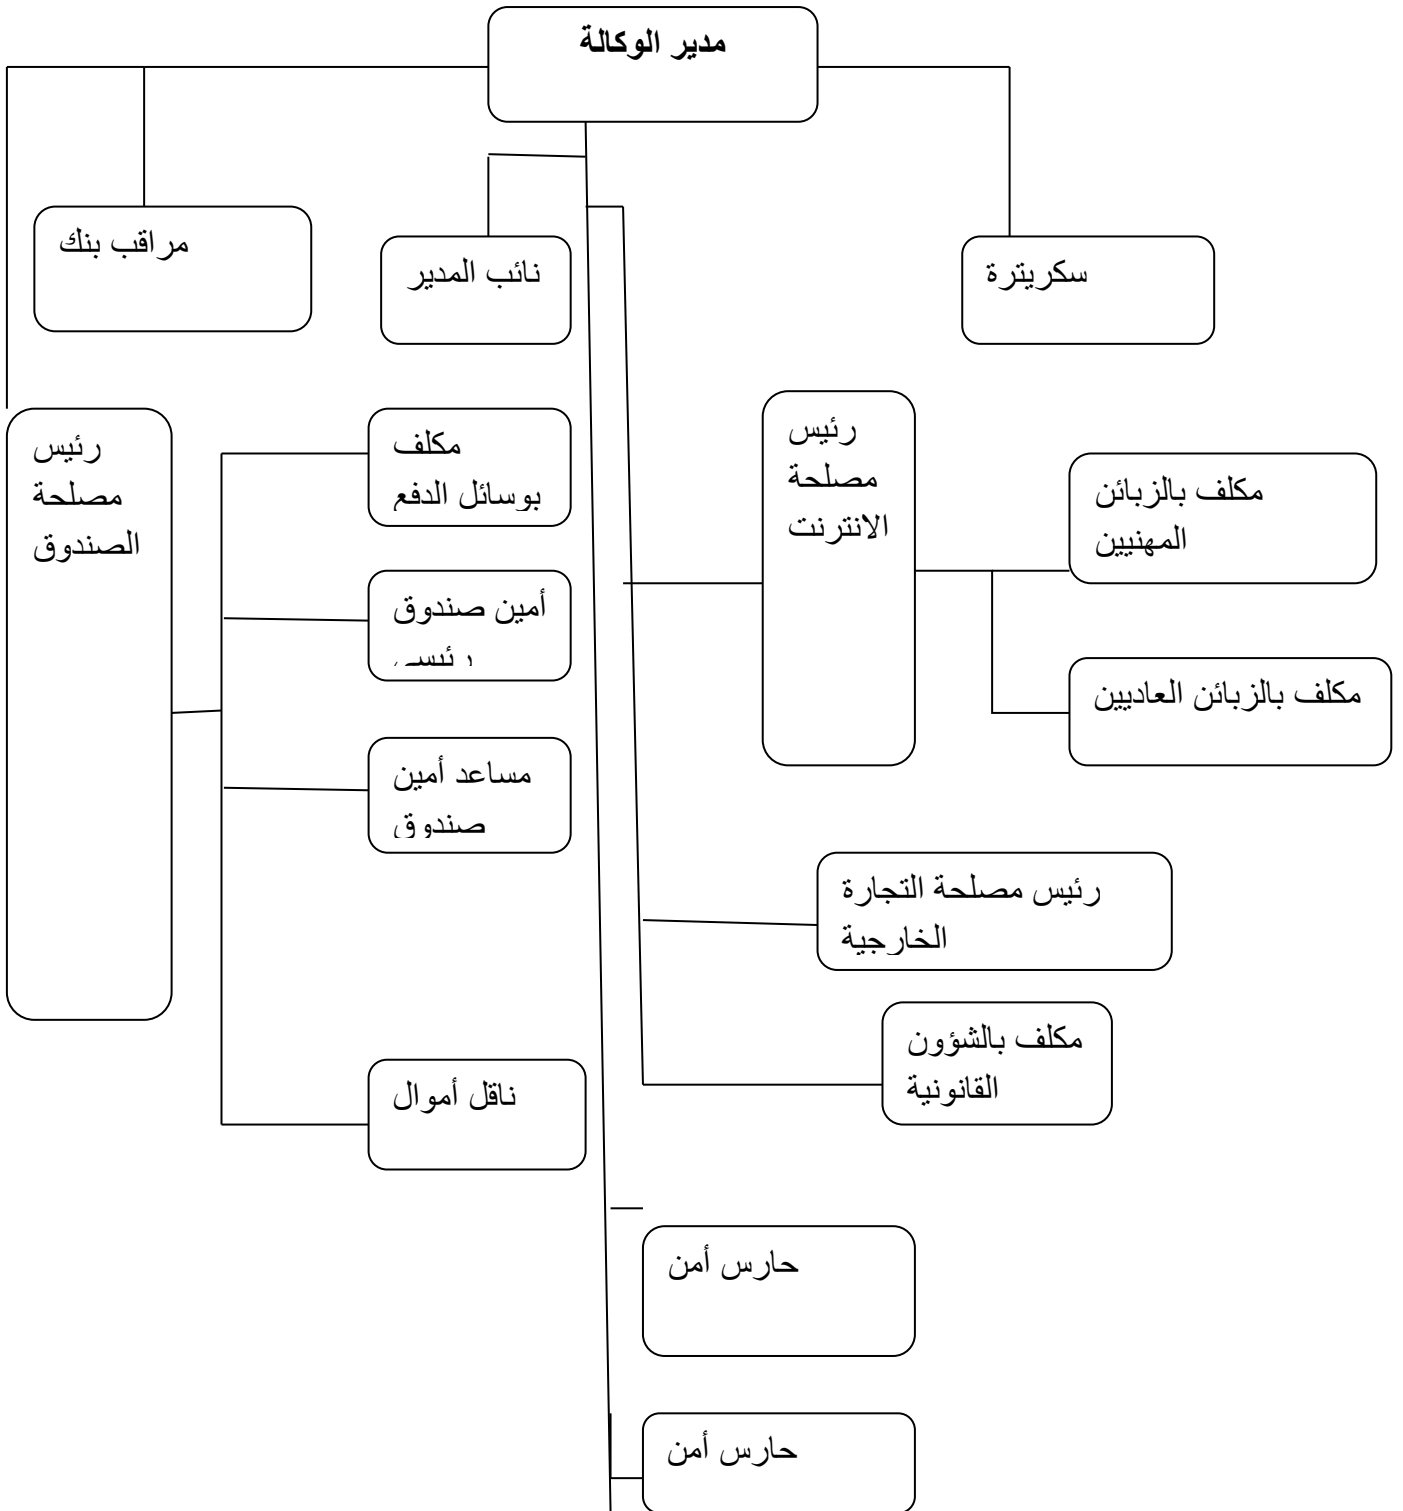 مدير الوكالة
سكريترة
نائب المدير
مراقب بنك
رئيس
مصلحة
الانترنت
مكلف بالزبائن
المهنيين
مكلف بالزبائن العاديين
رئيس مصلحة التجارة
الخارجية
مكلف بالشؤون
القانونية
رئيس
مصلحة
الصندوق
مكلف
بوسائل الدفع
أمين صندوق
رئيسي
مساعد أمين
صندوق
ناقل أموال
حارس أمن
حارس أمن